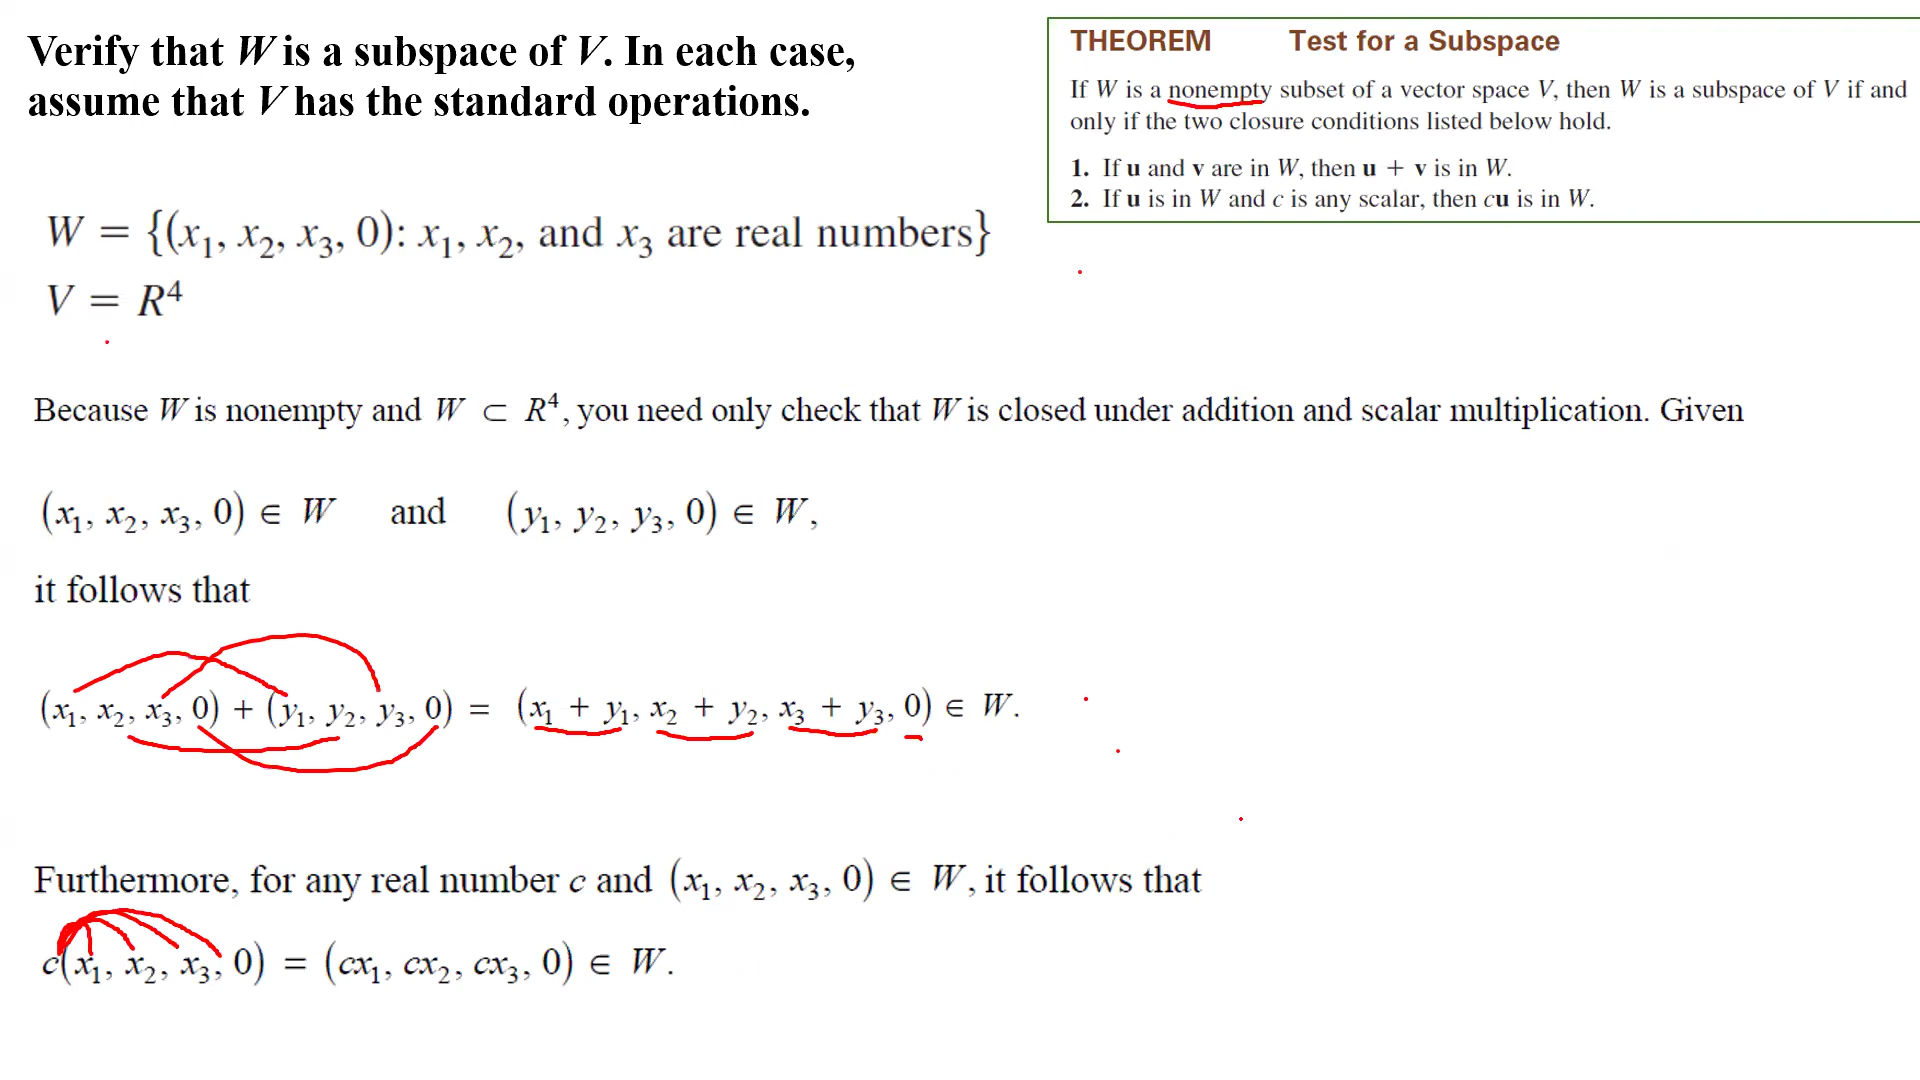 Verify that W is a subspace of V. In each case,
assume that V has the standard operations.
THEOREM Test for a Subspace
If W is a nonempty subset of a vector space V, then W is a subspace of V if and
only if the two closure conditions listed below hold.
1. If u and v are in W, then u + v is in W.
2. If u is in W and c is any scalar, then cu is in W.
W = {(x₁, x₂, x₃, 0): x₁, x₂, and x₃ are real numbers}
V = R⁴
Because W is nonempty and W ⊂ R⁴, you need only check that W is closed under addition and scalar multiplication. Given
(x₁, x₂, x₃, 0) ∈ W and (y₁, y₂, y₃, 0) ∈ W,
it follows that
(x₁, x₂, x₃, 0) + (y₁, y₂, y₃, 0) = (x₁ + y₁, x₂ + y₂, x₃ + y₃, 0) ∈ W.
Furthermore, for any real number c and (x₁, x₂, x₃, 0) ∈ W, it follows that
c(x₁, x₂, x₃, 0) = (cx₁, cx₂, cx₃, 0) ∈ W.